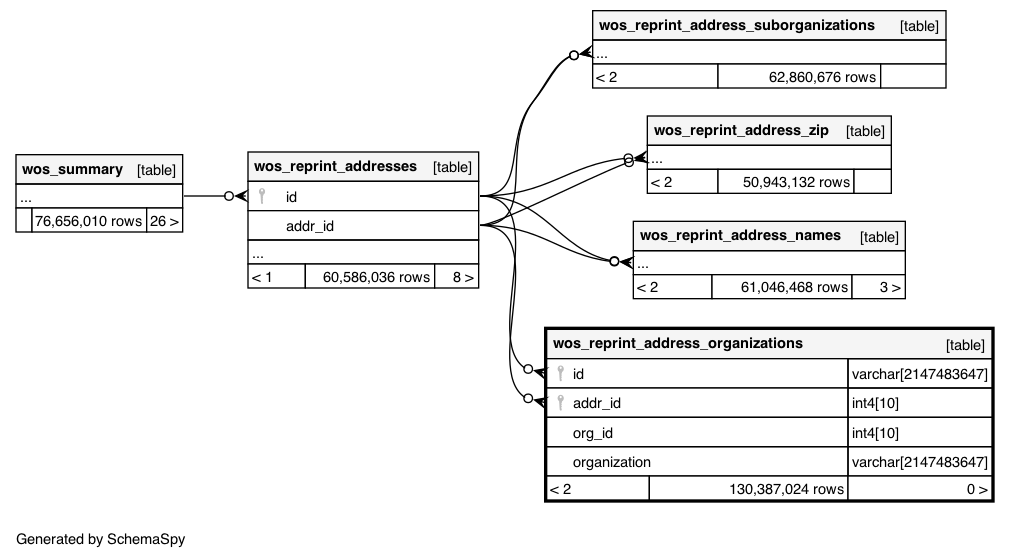 wos_reprint_address_suborganizations [table]
...
< 2 62,860,676 rows
wos_reprint_address_zip [table]
...
< 2 50,943,132 rows
wos_summary [table]
...
76,656,010 rows 26 >
wos_reprint_addresses [table]
id
addr_id
...
< 1 60,586,036 rows 8 >
wos_reprint_address_names [table]
...
< 2 61,046,468 rows 3 >
wos_reprint_address_organizations [table]
id varchar[2147483647]
addr_id int4[10]
org_id int4[10]
organization varchar[2147483647]
< 2 130,387,024 rows 0 >
Generated by SchemaSpy